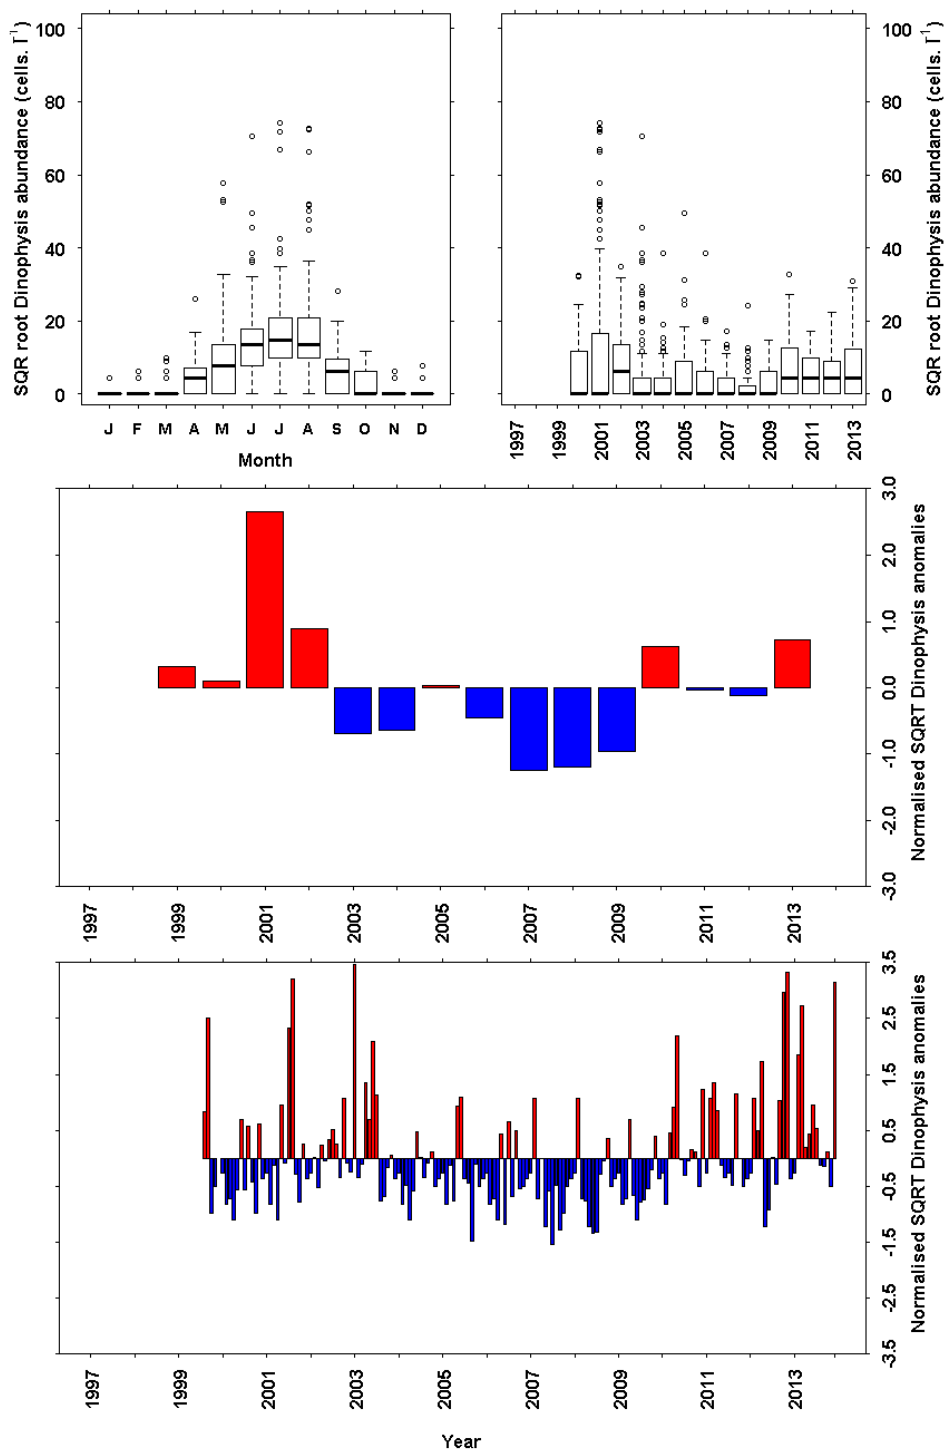 SQR root Dinophysis abundance (cells. l⁻¹)
100
80
60
40
20
0
J F M A M J J A S O N D
Month
1997 1999 2001 2003 2005 2007 2009 2011 2013
100
80
60
40
20
0
SQR root Dinophysis abundance (cells. l⁻¹)
3.0
2.0
1.0
0.0
-1.0
-2.0
-3.0
Normalised SQRT Dinophysis anomalies
1997 1999 2001 2003 2005 2007 2009 2011 2013
3.5
2.5
1.5
0.5
-0.5
-1.5
-2.5
-3.5
Normalised SQRT Dinophysis anomalies
1997 1999 2001 2003 2005 2007 2009 2011 2013
Year